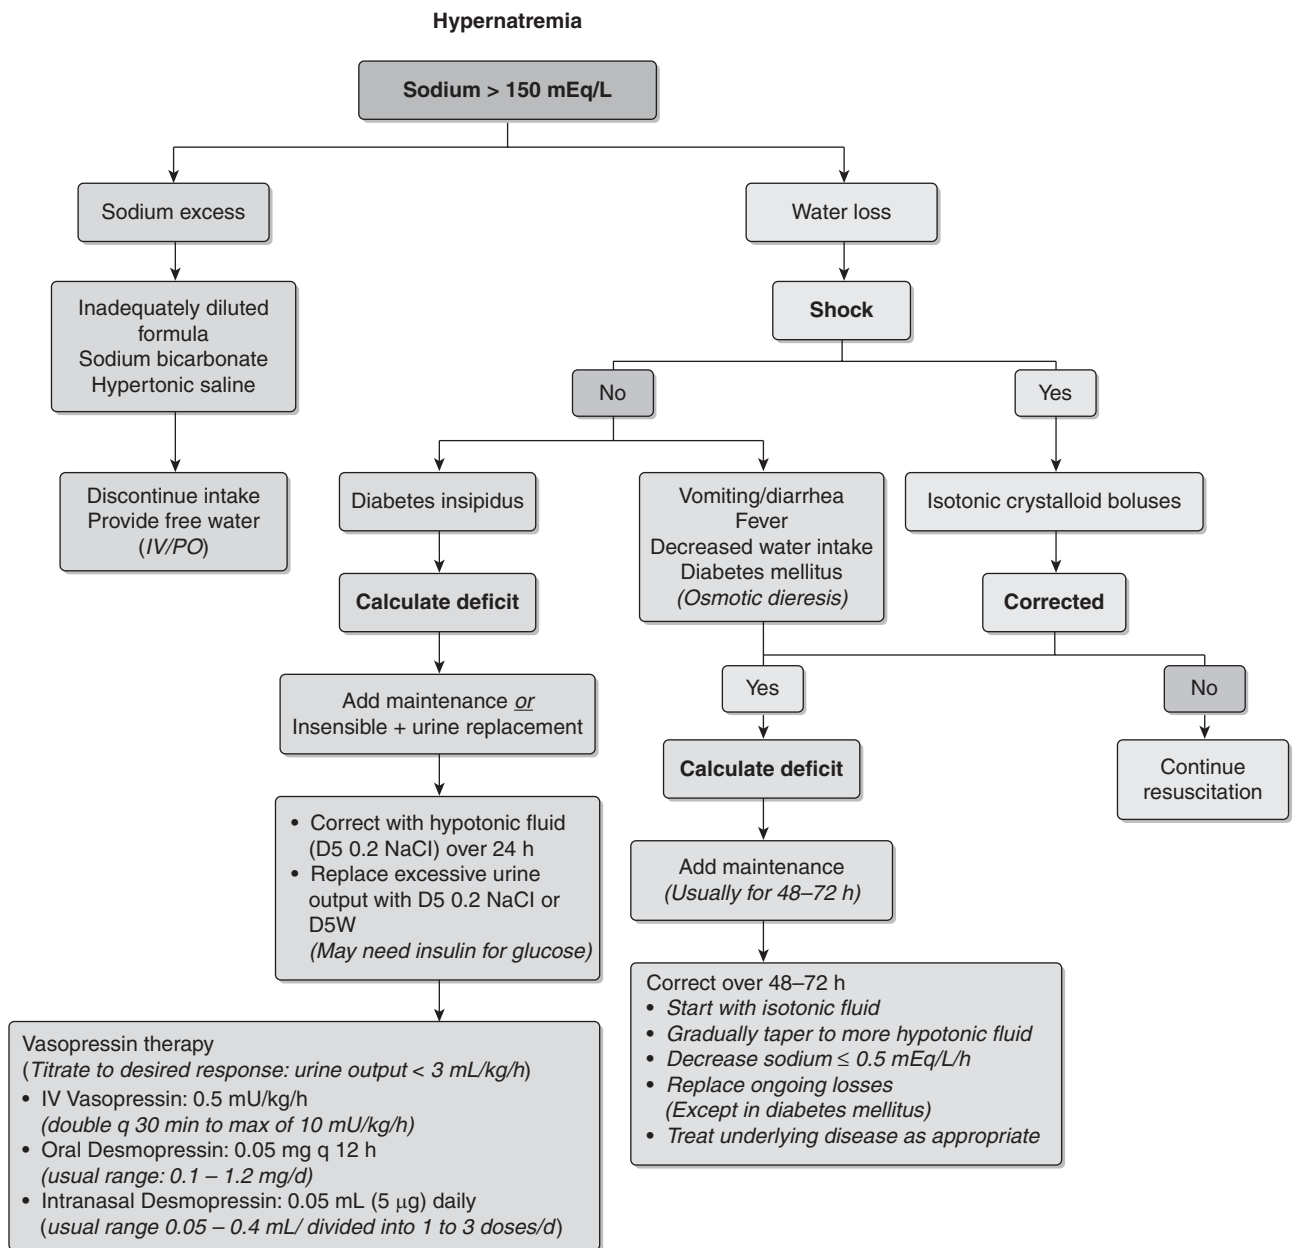 Hypernatremia
Sodium > 150 mEq/L
Sodium excess
Water loss
Inadequately diluted
formula
Sodium bicarbonate
Hypertonic saline
Shock
No
Yes
Discontinue intake
Provide free water
(IV/PO)
Diabetes insipidus
Vomiting/diarrhea
Fever
Decreased water intake
Diabetes mellitus
(Osmotic dieresis)
Isotonic crystalloid boluses
Calculate deficit
Corrected
Add maintenance or
Insensible + urine replacement
Yes
No
Calculate deficit
Continue
resuscitation
• Correct with hypotonic fluid
(D5 0.2 NaCl) over 24 h
• Replace excessive urine
output with D5 0.2 NaCl or
D5W
(May need insulin for glucose)
Add maintenance
(Usually for 48–72 h)
Vasopressin therapy
(Titrate to desired response: urine output < 3 mL/kg/h)
• IV Vasopressin: 0.5 mU/kg/h
(double q 30 min to max of 10 mU/kg/h)
• Oral Desmopressin: 0.05 mg q 12 h
(usual range: 0.1 – 1.2 mg/d)
• Intranasal Desmopressin: 0.05 mL (5 μg) daily
(usual range 0.05 – 0.4 mL/ divided into 1 to 3 doses/d)
Correct over 48–72 h
• Start with isotonic fluid
• Gradually taper to more hypotonic fluid
• Decrease sodium ≤ 0.5 mEq/L/h
• Replace ongoing losses
(Except in diabetes mellitus)
• Treat underlying disease as appropriate